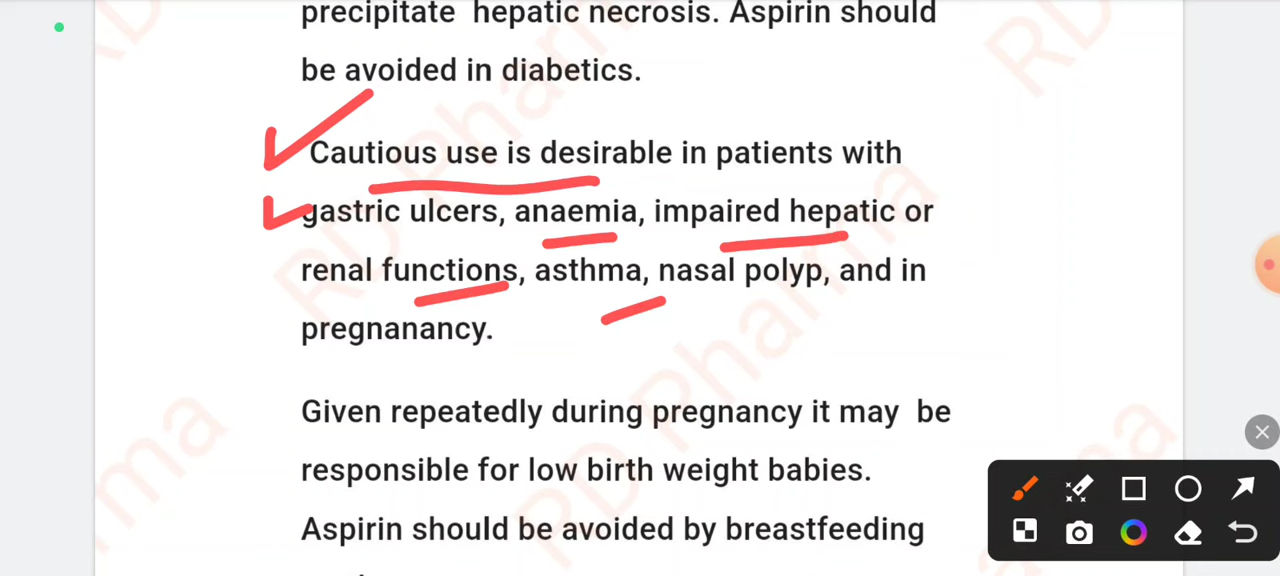 precipitate hepatic necrosis. Aspirin should
be avoided in diabetics.
Cautious use is desirable in patients with
gastric ulcers, anaemia, impaired hepatic or
renal functions, asthma, nasal polyp, and in
pregnanancy.
Given repeatedly during pregnancy it may be
responsible for low birth weight babies.
Aspirin should be avoided by breastfeeding
RD Pharma